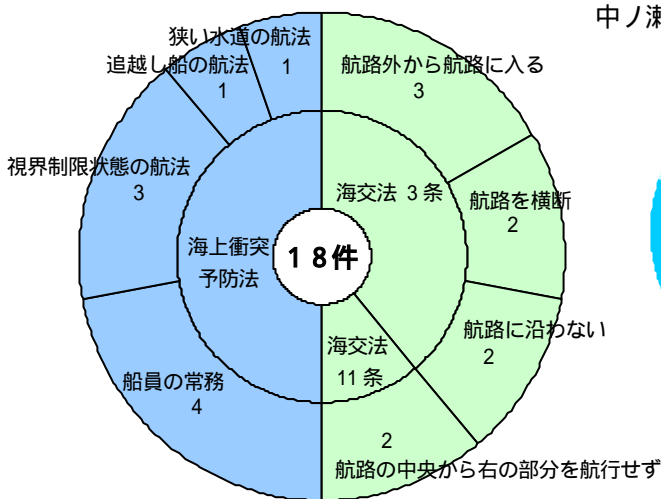 中ノ瀬
狭い水道の航法
1
追越し船の航法
1
視界制限状態の航法
3
船員の常務
4
海上衝突
予防法
18件
航路外から航路に入る
3
海交法 3条
航路を横断
2
航路に沿わない
2
海交法
11条
2
航路の中央から右の部分を航行せず